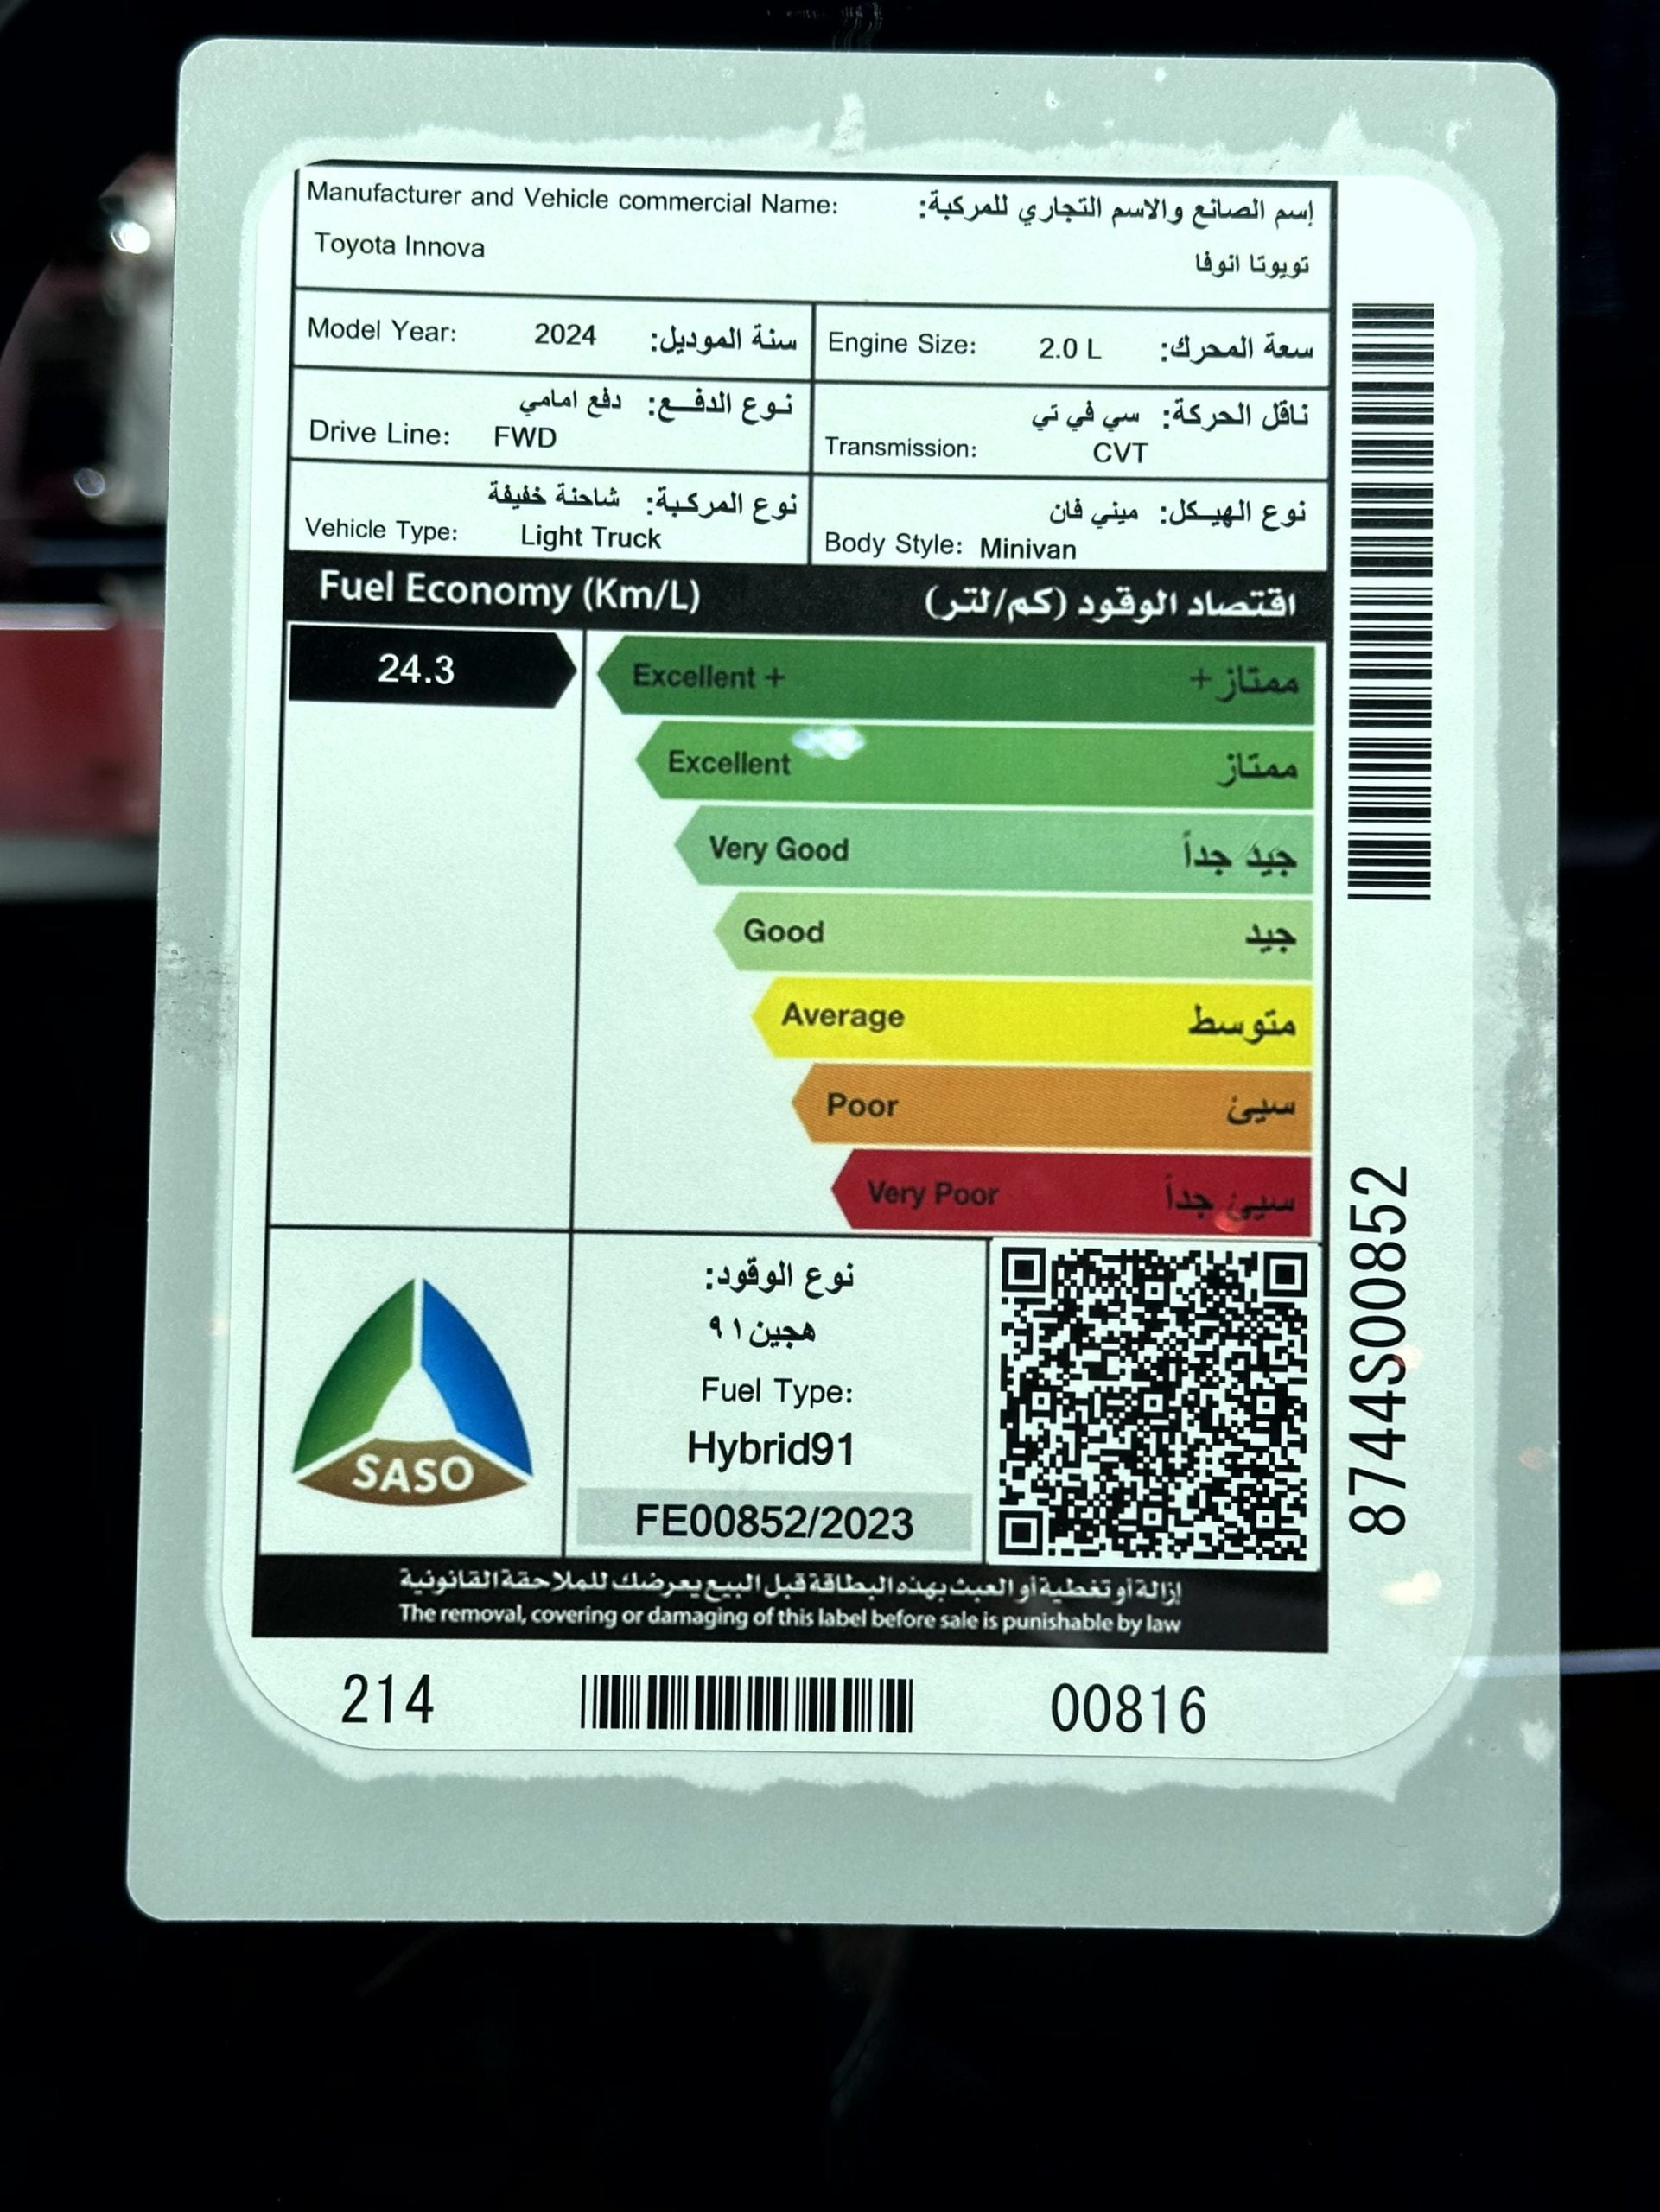 Manufacturer and Vehicle commercial Name: إسم الصانع والاسم التجاري للمركبة:
Toyota Innova تويوتا انوفا
Model Year: 2024 سنة الموديل:
Engine Size: 2.0 L سعة المحرك:
نوع الدفع: دفع امامي
Drive Line: FWD
ناقل الحركة: سي في تي
Transmission: CVT
نوع المركبة: شاحنة خفيفة
Vehicle Type: Light Truck
نوع الهيكل: ميني فان
Body Style: Minivan
Fuel Economy (Km/L) اقتصاد الوقود (كم/لتر)
24.3
Excellent + ممتاز +
Excellent ممتاز
Very Good جيد جداً
Good جيد
Average متوسط
Poor سيئ
Very Poor سيئ جداً
SASO
نوع الوقود:
هجين ٩١
Fuel Type:
Hybrid91
FE00852/2023
إزالة أو تغطية أو العبث بهذه البطاقة قبل البيع يعرضك للملاحقة القانونية
The removal, covering or damaging of this label before sale is punishable by law
214 00816
8744S00852